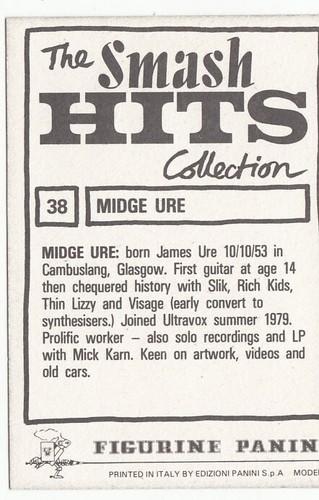 The Smash
HITS
Collection
38 MIDGE URE
MIDGE URE: born James Ure 10/10/53 in
Cambuslang, Glasgow. First guitar at age 14
then chequered history with Slik, Rich Kids,
Thin Lizzy and Visage (early convert to
synthesisers.) Joined Ultravox summer 1979.
Prolific worker – also solo recordings and LP
with Mick Karn. Keen on artwork, videos and
old cars.
FIGURINE PANIN
PRINTED IN ITALY BY EDIZIONI PANINI S.p.A MODE